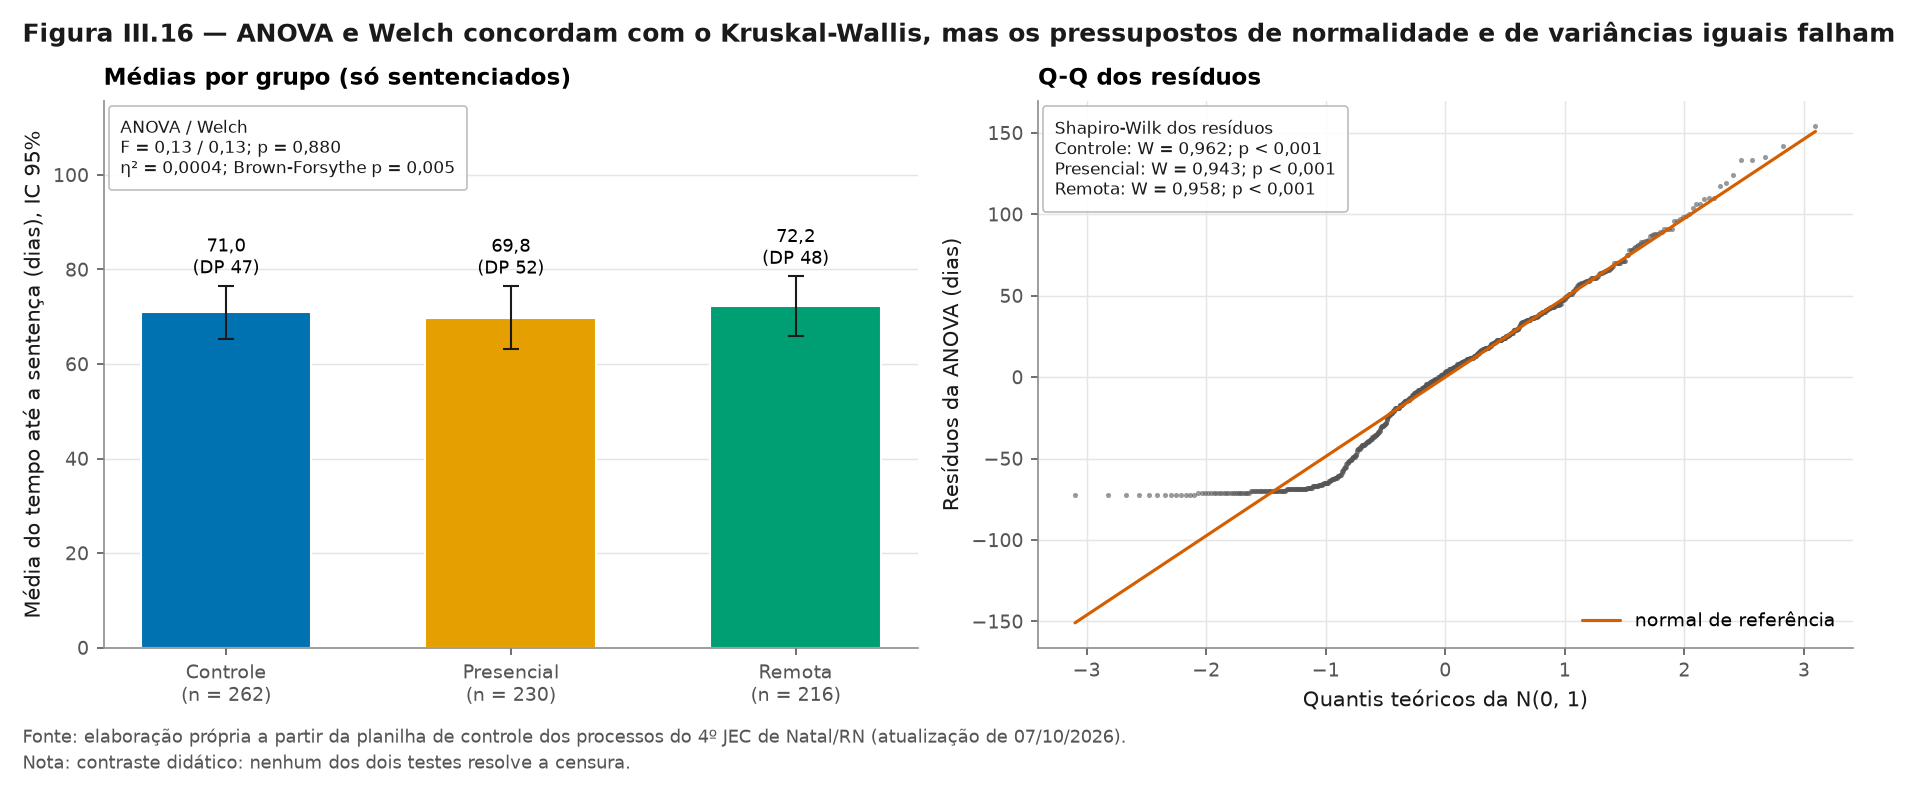 Figura III.16 — ANOVA e Welch concordam com o Kruskal-Wallis, mas os pressupostos de normalidade e de variâncias iguais falham
Médias por grupo (só sentenciados)
ANOVA / Welch
F = 0,13 / 0,13; p = 0,880
η² = 0,0004; Brown-Forsythe p = 0,005
Média do tempo até a sentença (dias), IC 95%
100
80
60
40
20
0
71,0
(DP 47)
69,8
(DP 52)
72,2
(DP 48)
Controle
(n = 262)
Presencial
(n = 230)
Remota
(n = 216)
Q-Q dos resíduos
Shapiro-Wilk dos resíduos
Controle: W = 0,962; p < 0,001
Presencial: W = 0,943; p < 0,001
Remota: W = 0,958; p < 0,001
Resíduos da ANOVA (dias)
150
100
50
0
−50
−100
−150
normal de referência
−3
−2
−1
0
1
2
3
Quantis teóricos da N(0, 1)
Fonte: elaboração própria a partir da planilha de controle dos processos do 4º JEC de Natal/RN (atualização de 07/10/2026).
Nota: contraste didático: nenhum dos dois testes resolve a censura.